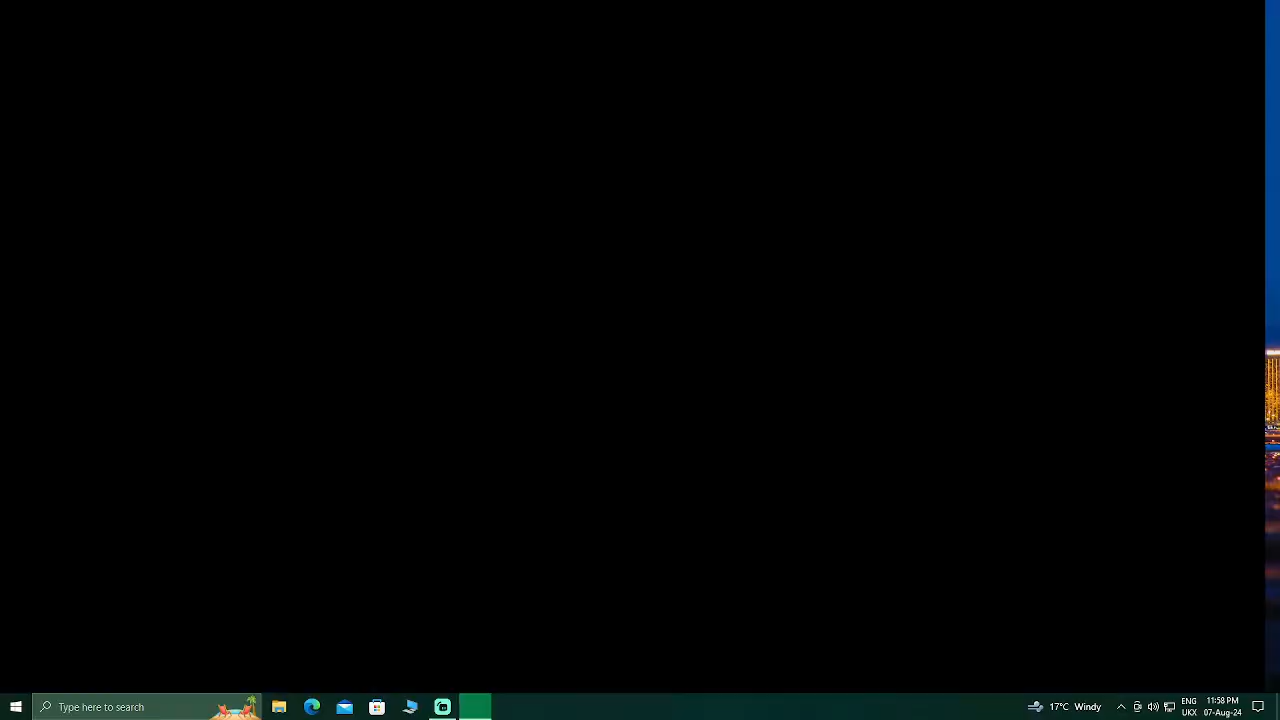 Type here to search
17°C Windy
ENG
UKX
11:58 PM
07-Aug-24